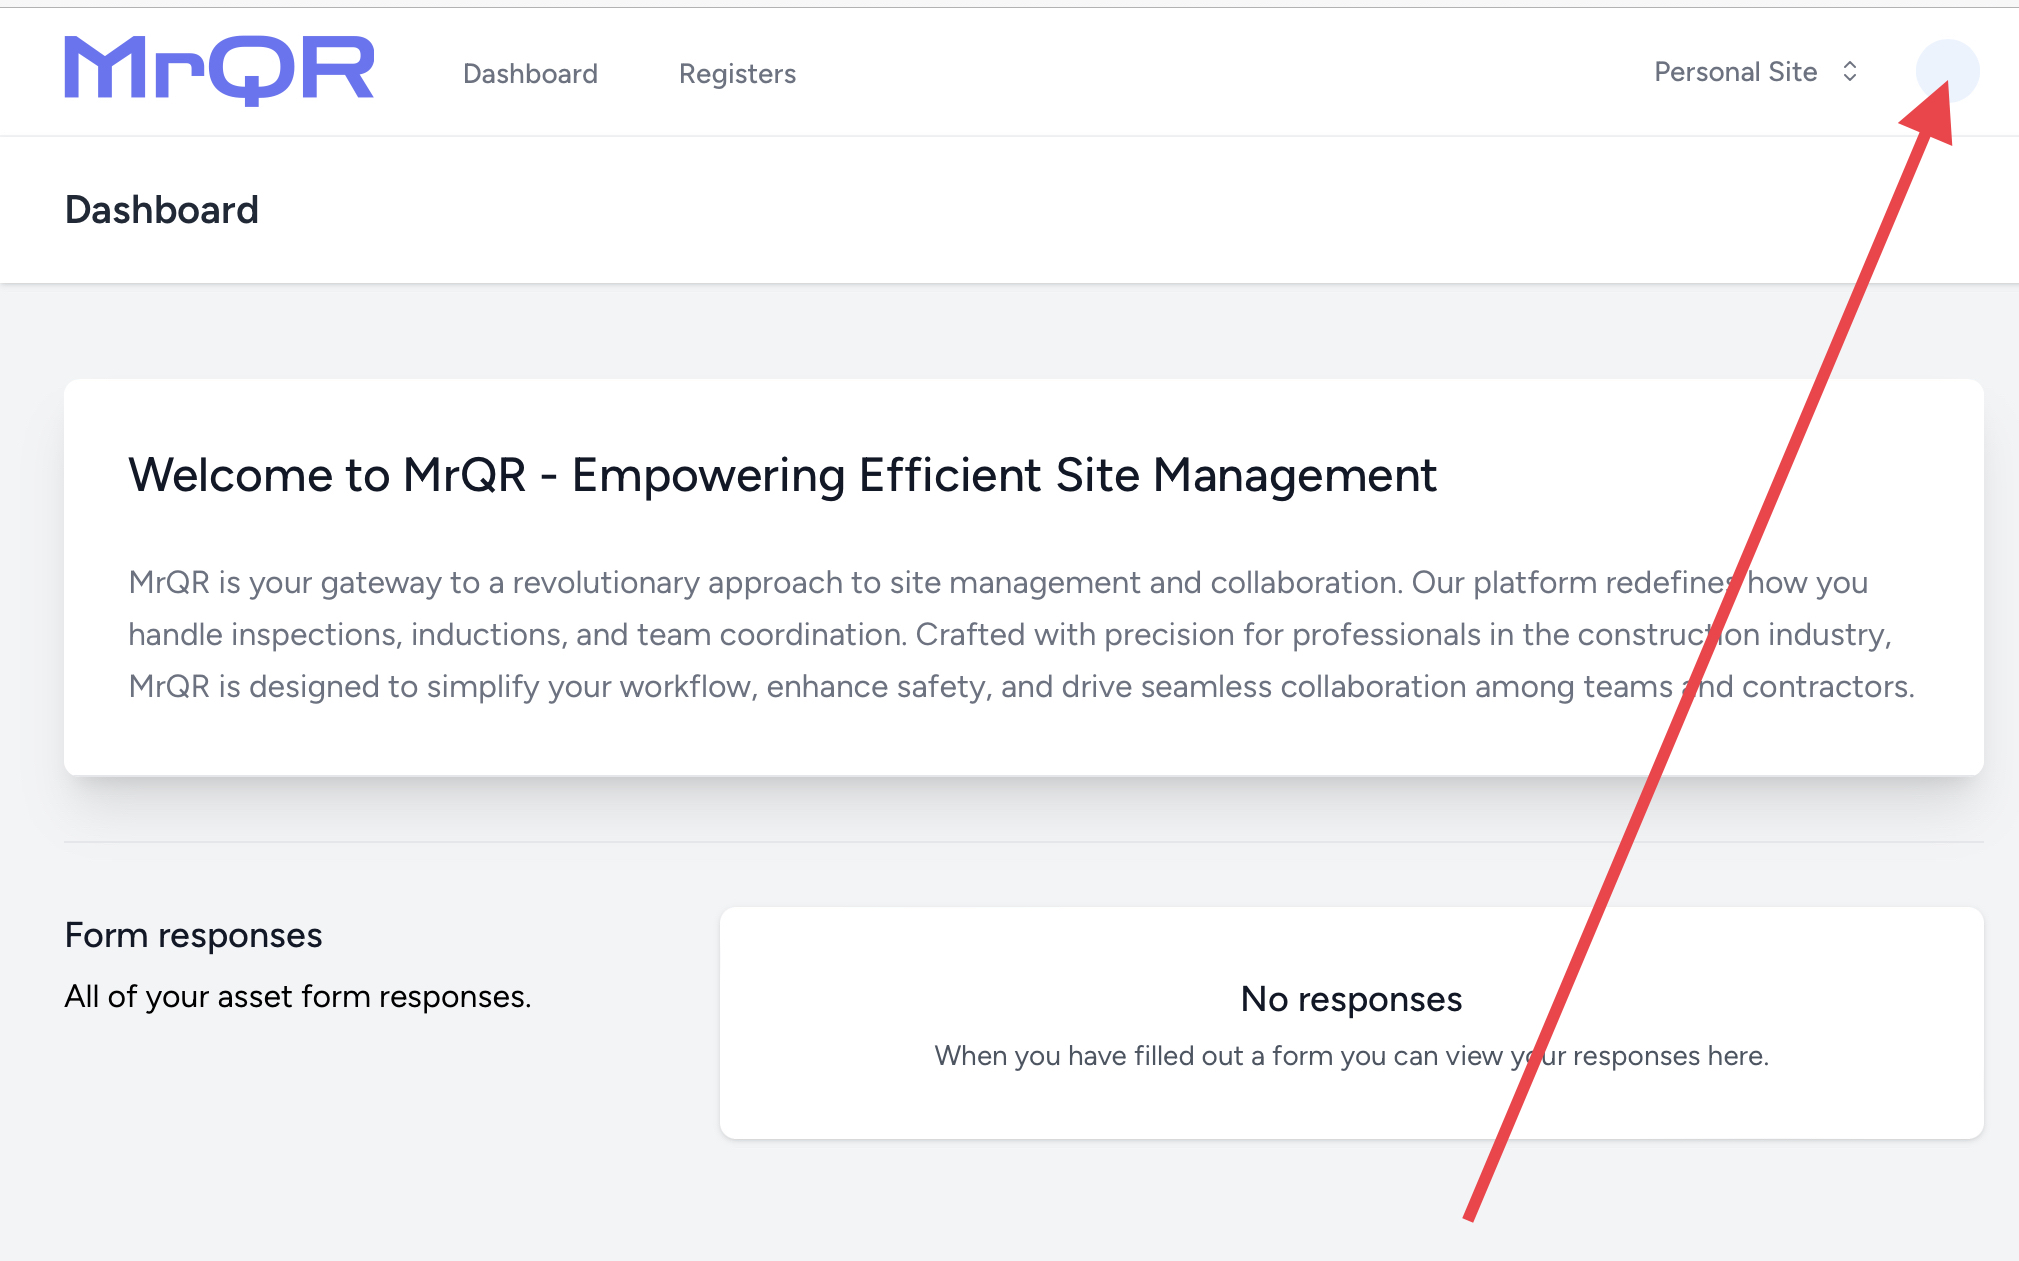 MrQR
Dashboard
Registers
Personal Site
Dashboard
Welcome to MrQR - Empowering Efficient Site Management
MrQR is your gateway to a revolutionary approach to site management and collaboration. Our platform redefines how you
handle inspections, inductions, and team coordination. Crafted with precision for professionals in the construction industry,
MrQR is designed to simplify your workflow, enhance safety, and drive seamless collaboration among teams and contractors.
Form responses
All of your asset form responses.
No responses
When you have filled out a form you can view your responses here.